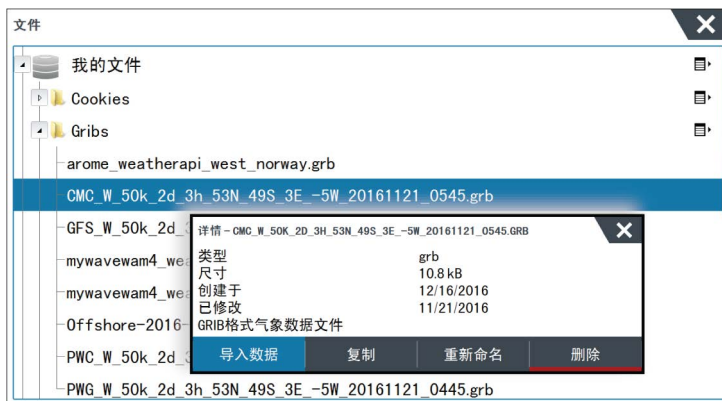 文件
我的文件
Cookies
Gribs
arome_weatherapi_west_norway.grb
CMC_W_50k_2d_3h_53N_49S_3E_-5W_20161121_0545.grb
GFS_W_50k_2d_
详情-CMC_W_50K_2D_3H_53N_49S_3E_-5W_20161121_0545.GRB
类型 grb
尺寸 10.8 kB
创建于 12/16/2016
已修改 11/21/2016
GRIB格式气象数据文件
导入数据 复制 重新命名 删除
mywavewam4_we
mywavewam4_we
Offshore-2016-
PWC_W_50k_2d_
PWG_W_50k_2d_3h_53N_49S_3E_-5W_20161121_0445.grb